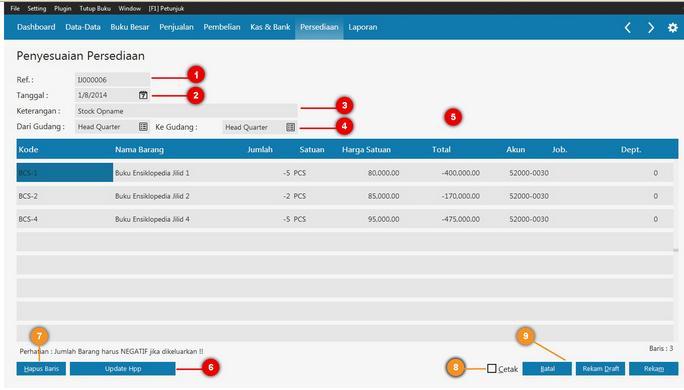 File Setting Plugin Tutup Buku Window [F1] Petunjuk
Dashboard Data-Data Buku Besar Penjualan Pembelian Kas & Bank Persediaan Laporan
Penyesuaian Persediaan
Ref. : IJ000006 1
Tanggal : 1/8/2014 2
Keterangan : Stock Opname 3
Dari Gudang : Head Quarter Ke Gudang : Head Quarter 4
5
Kode Nama Barang Jumlah Satuan Harga Satuan Total Akun Job. Dept.
BCS-1 Buku Ensiklopedia Jilid 1 -5 PCS 80,000.00 -400,000.00 52000-0030 0
BCS-2 Buku Ensiklopedia Jilid 2 -2 PCS 85,000.00 -170,000.00 52000-0030 0
BCS-4 Buku Ensiklopedia Jilid 4 -5 PCS 95,000.00 -475,000.00 52000-0030 0
7 9
Perhatian : Jumlah Barang harus NEGATIF jika dikeluarkan !! Baris : 3
Hapus Baris Update Hpp 6 8 Cetak Batal Rekam Draft Rekam